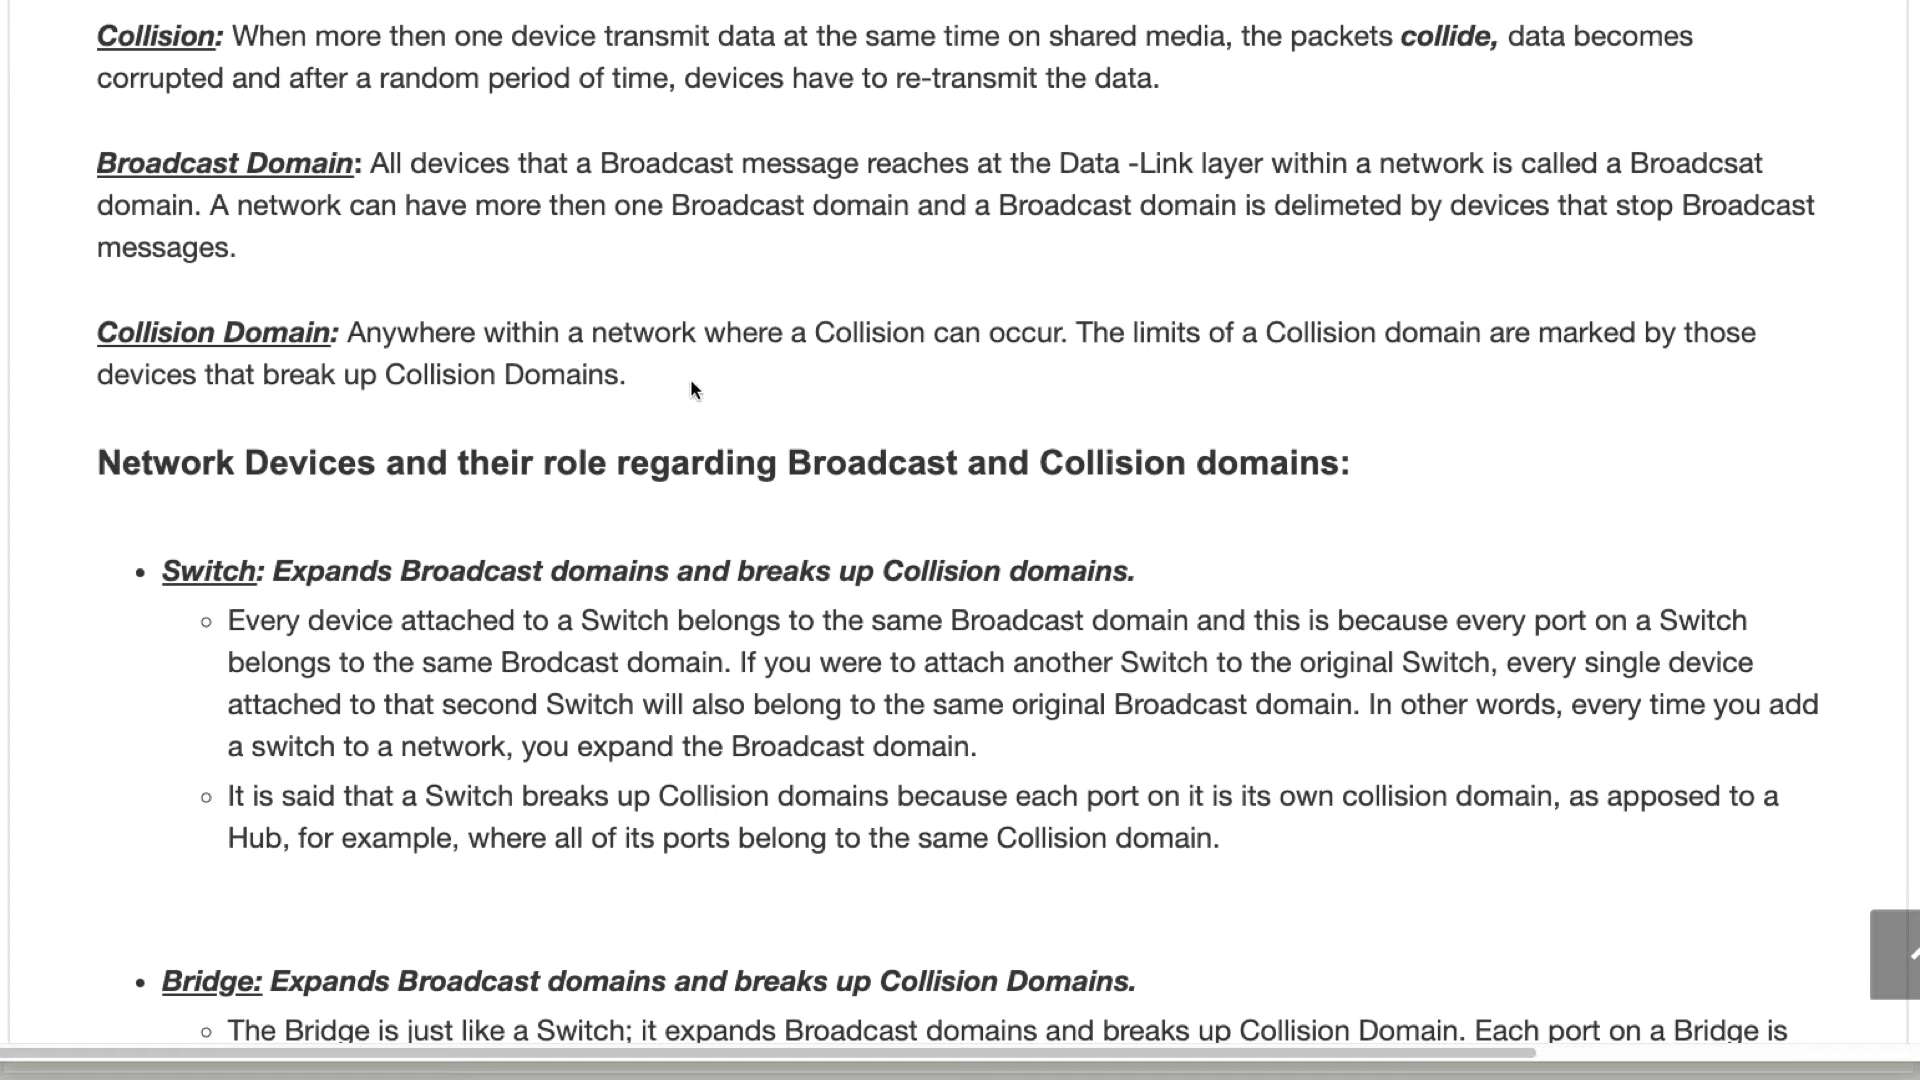 Collision: When more then one device transmit data at the same time on shared media, the packets collide, data becomes
corrupted and after a random period of time, devices have to re-transmit the data.
Broadcast Domain: All devices that a Broadcast message reaches at the Data -Link layer within a network is called a Broadcsat
domain. A network can have more then one Broadcast domain and a Broadcast domain is delimeted by devices that stop Broadcast
messages.
Collision Domain: Anywhere within a network where a Collision can occur. The limits of a Collision domain are marked by those
devices that break up Collision Domains.
Network Devices and their role regarding Broadcast and Collision domains:
• Switch: Expands Broadcast domains and breaks up Collision domains.
◦ Every device attached to a Switch belongs to the same Broadcast domain and this is because every port on a Switch
belongs to the same Brodcast domain. If you were to attach another Switch to the original Switch, every single device
attached to that second Switch will also belong to the same original Broadcast domain. In other words, every time you add
a switch to a network, you expand the Broadcast domain.
◦ It is said that a Switch breaks up Collision domains because each port on it is its own collision domain, as apposed to a
Hub, for example, where all of its ports belong to the same Collision domain.
• Bridge: Expands Broadcast domains and breaks up Collision Domains.
◦ The Bridge is just like a Switch; it expands Broadcast domains and breaks up Collision Domain. Each port on a Bridge is